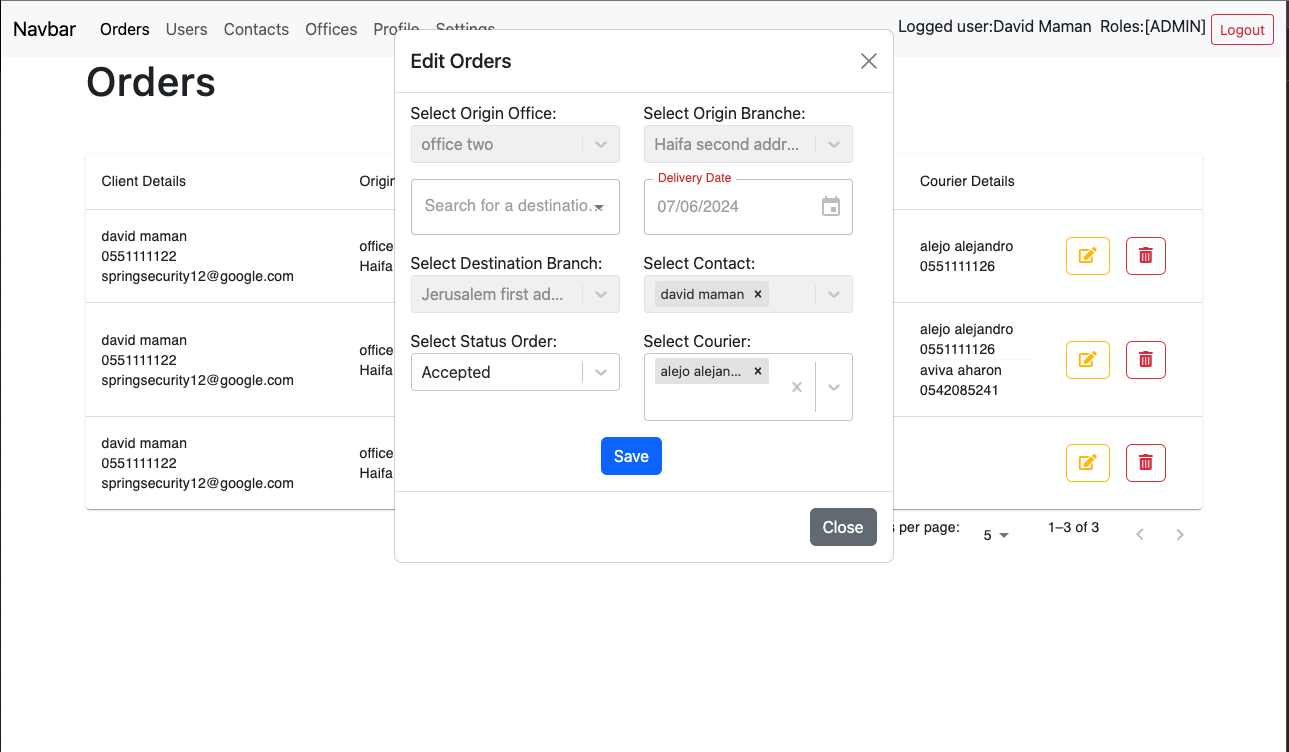 Navbar Orders Users Contacts Offices Profile Settings Logged user:David Maman Roles:[ADMIN] Logout
Orders
Edit Orders
Select Origin Office: Select Origin Branche:
office two Haifa second addr...
Search for a destinatio... Delivery Date 07/06/2024
Select Destination Branch: Select Contact:
Jerusalem first ad... david maman ×
Select Status Order: Select Courier:
Accepted alejo alejan... ×
Save
Close
Client Details Origin Courier Details
david maman
0551111122
springsecurity12@google.com
office
Haifa
alejo alejandro
0551111126
david maman
0551111122
springsecurity12@google.com
office
Haifa
alejo alejandro
0551111126
aviva aharon
0542085241
david maman
0551111122
springsecurity12@google.com
office
Haifa
per page: 5 1–3 of 3